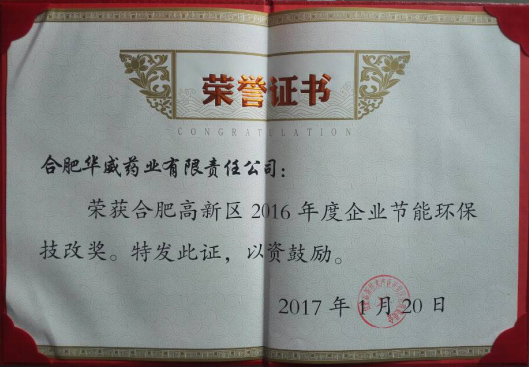 荣誉证书
CONGRATELATION
合肥华威药业有限责任公司：
荣获合肥高新区2016年度企业节能环保
技改奖。特发此证，以资鼓励。
2017年1月20日